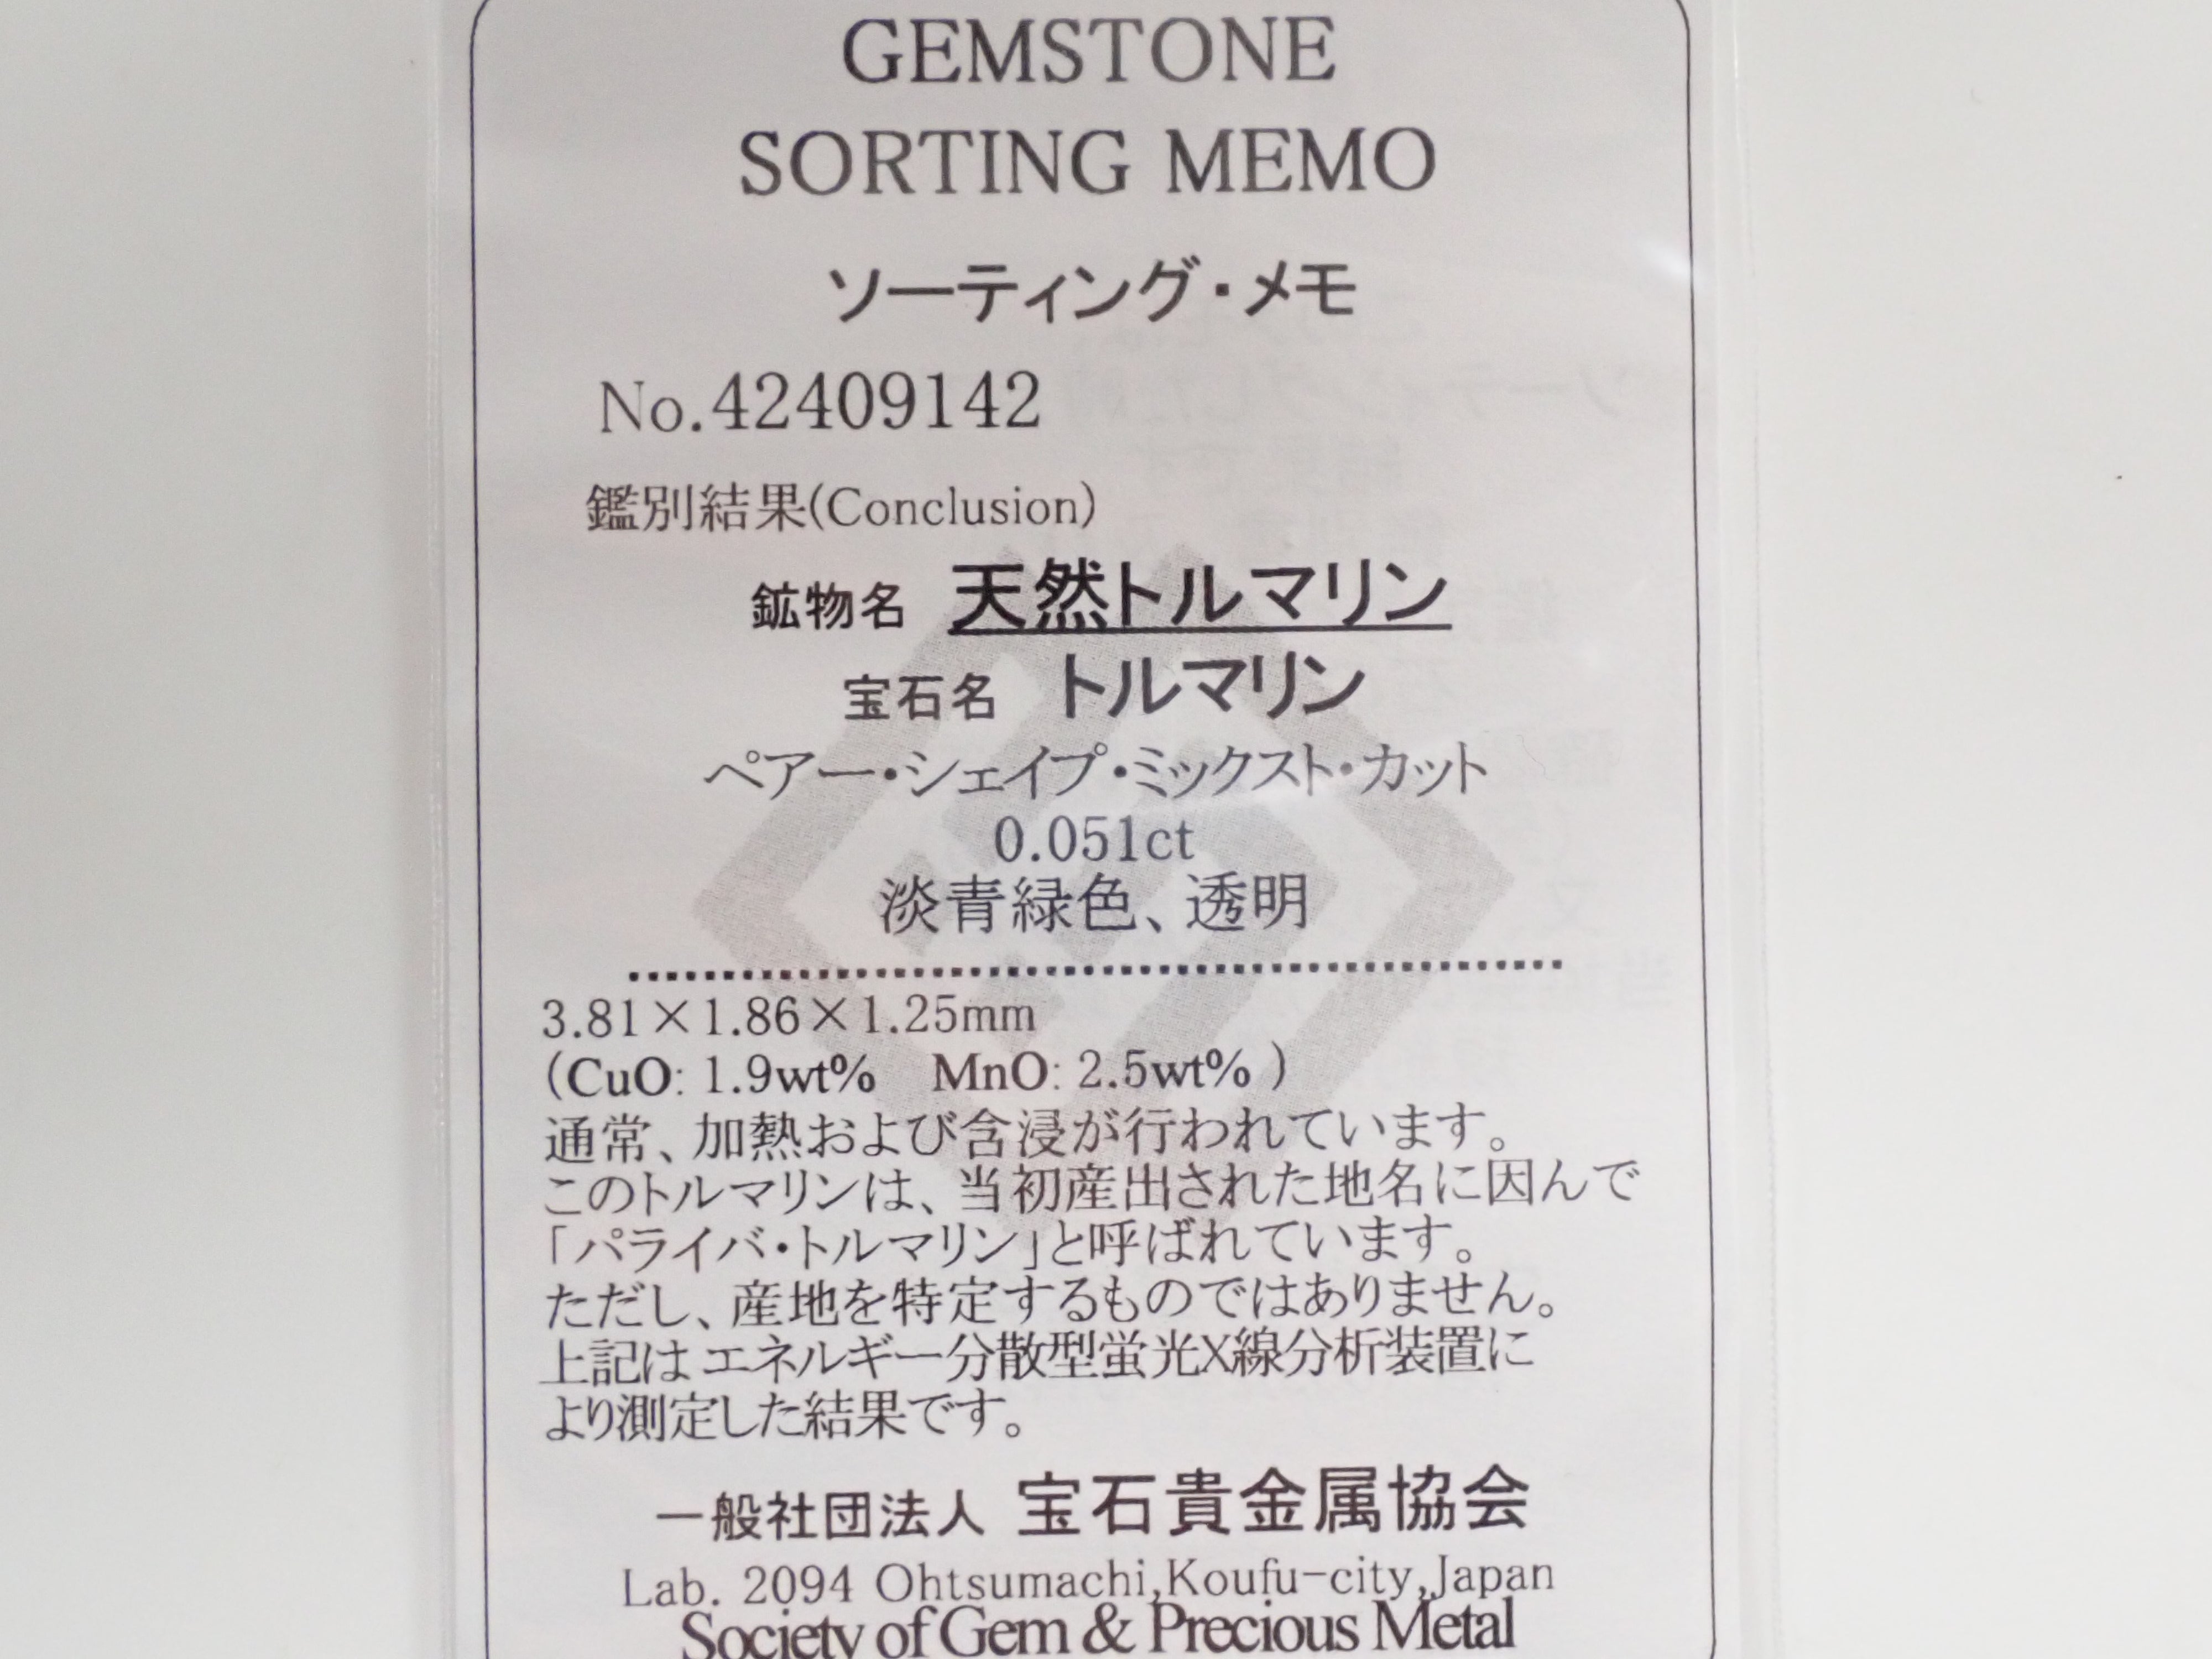 GEMSTONE
SORTING MEMO
ソーティング・メモ
No.42409142
鑑別結果(Conclusion)
鉱物名 天然トルマリン
宝石名 トルマリン
ペアー・シェイプ・ミックスト・カット
0.051ct
淡青緑色、透明
3.81×1.86×1.25mm
(CuO: 1.9wt% MnO: 2.5wt% )
通常、加熱および含浸が行われています。
このトルマリンは、当初産出された地名に因んで
「パライバ・トルマリン」と呼ばれています。
ただし、産地を特定するものではありません。
上記は エネルギー分散型蛍光X線分析装置に
より測定した結果です。
一般社団法人 宝石貴金属協会
Lab. 2094 Ohtsumachi,Koufu-city,Japan
Society of Gem & Precious Metal